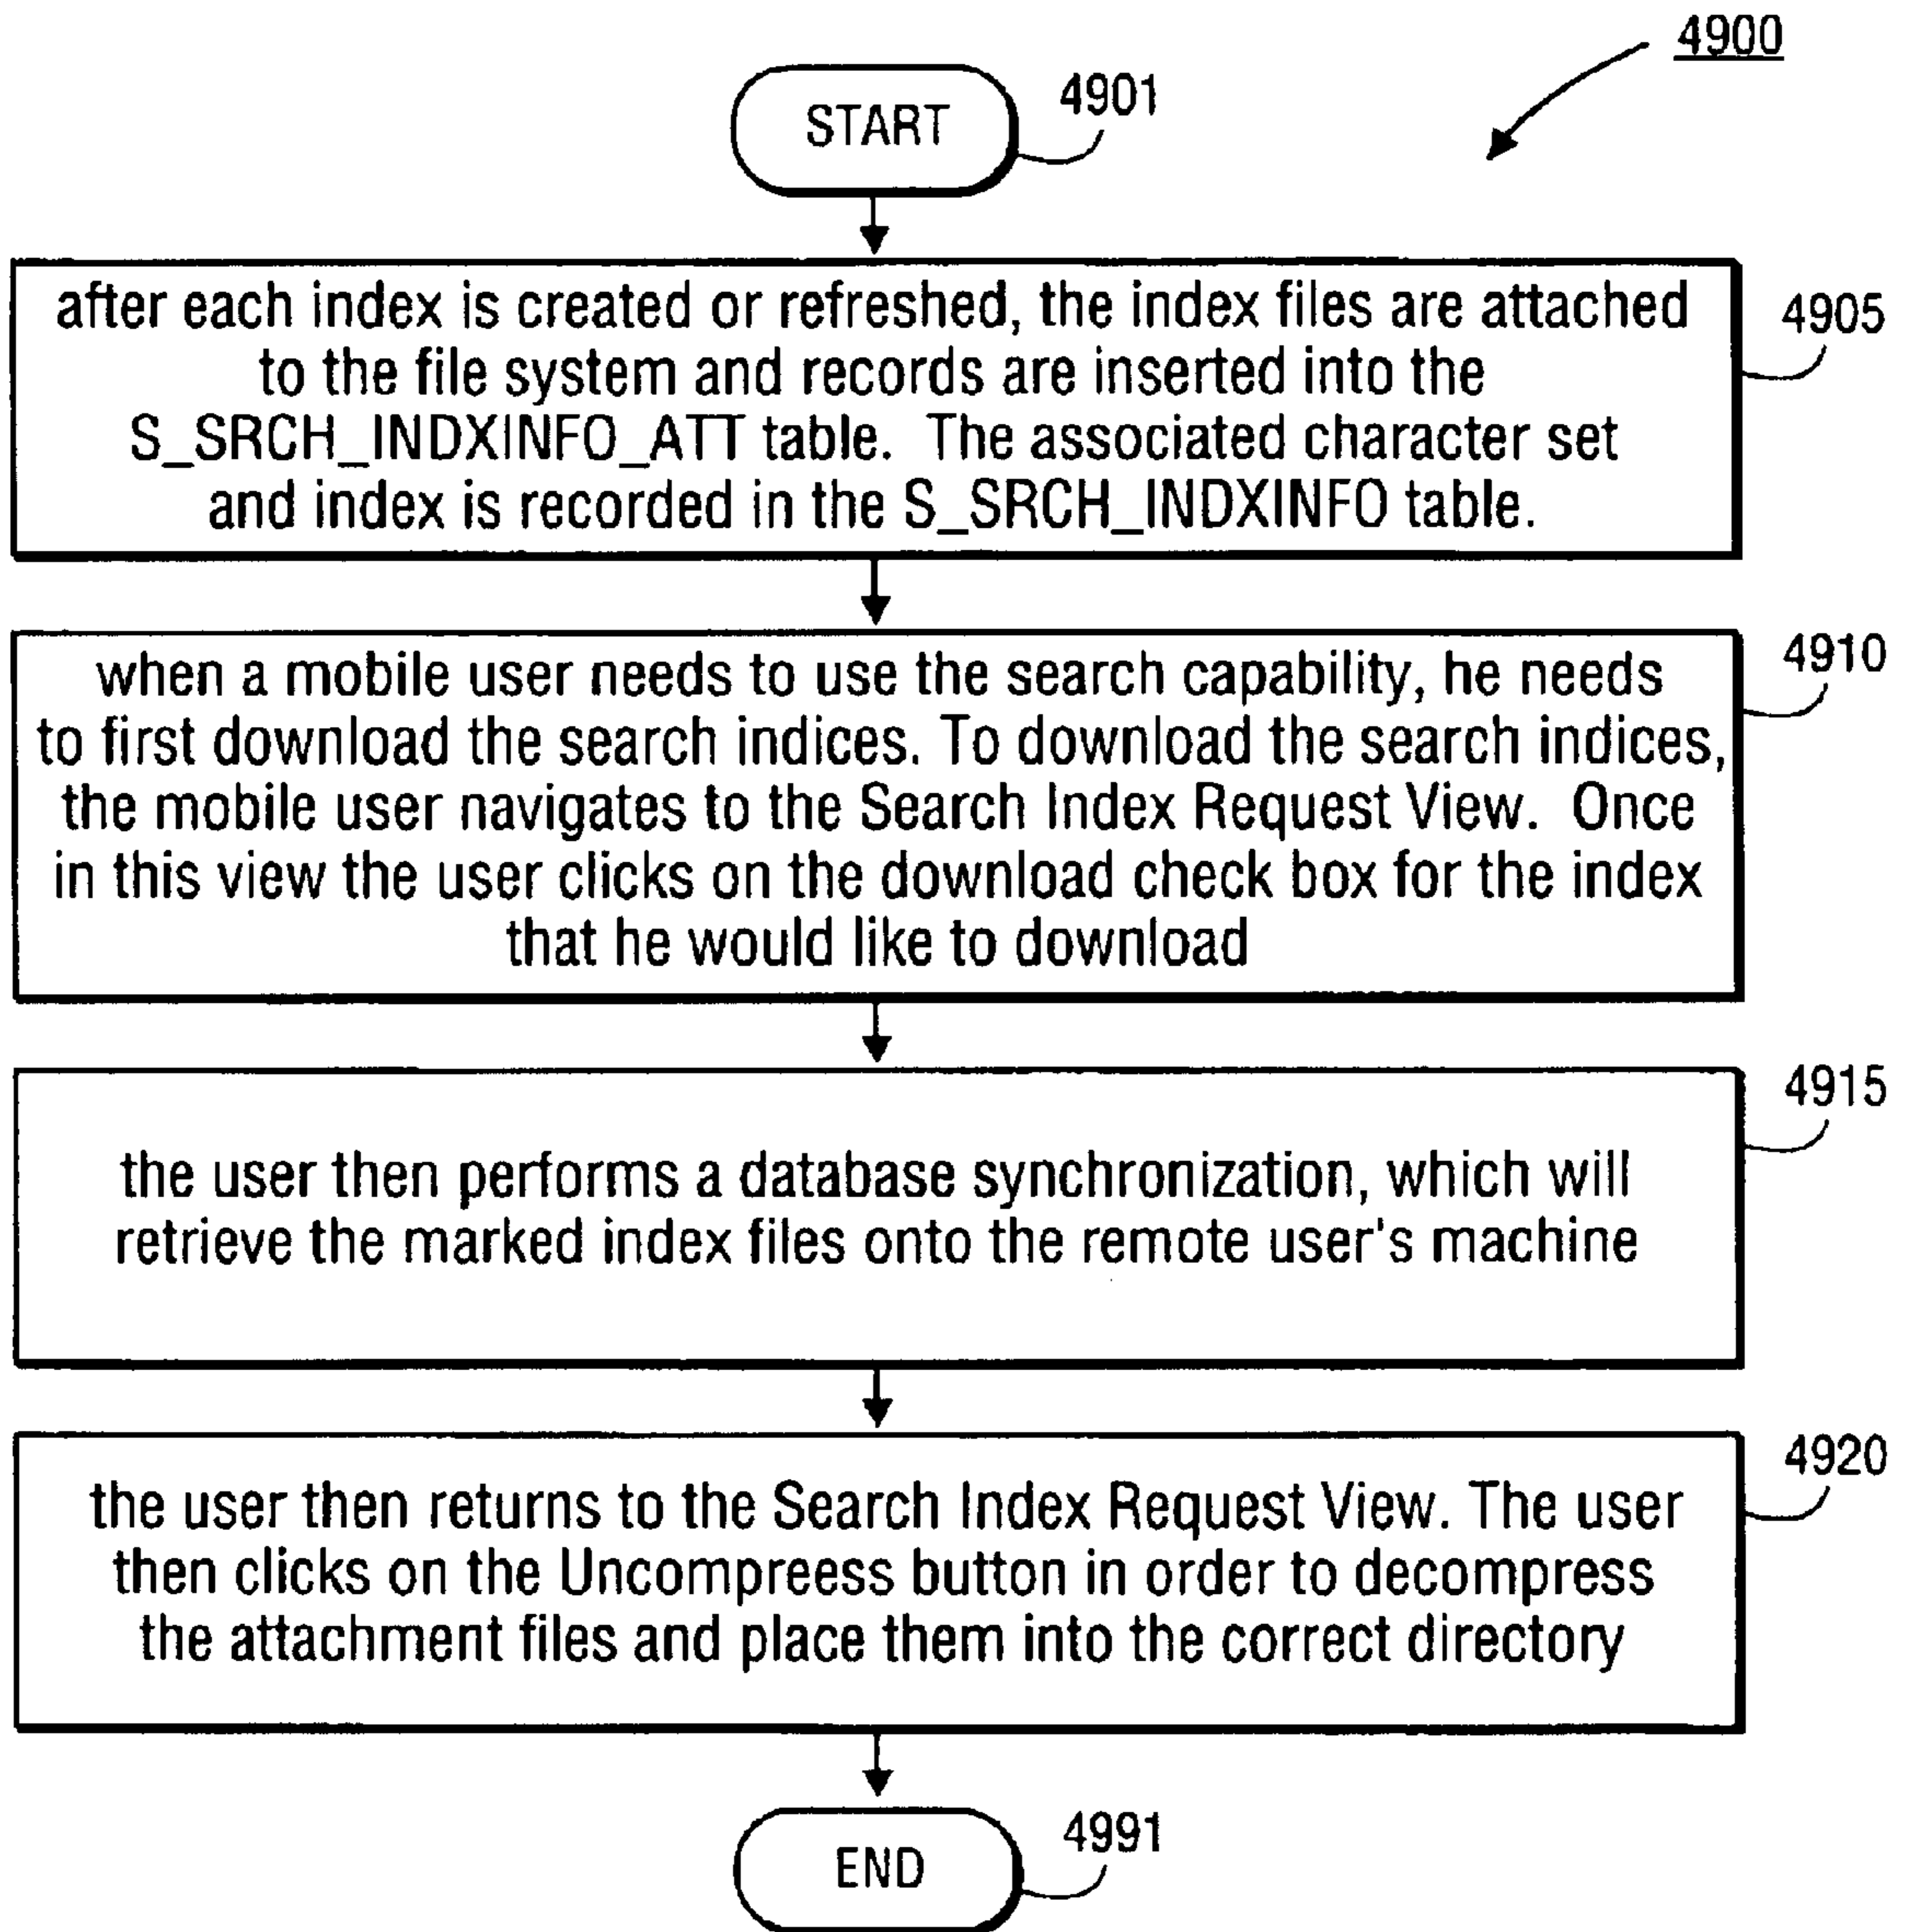 4900
START
4901
after each index is created or refreshed, the index files are attached
to the file system and records are inserted into the
S_SRCH_INDXINFO_ATT table. The associated character set
and index is recorded in the S_SRCH_INDXINFO table.
4905
when a mobile user needs to use the search capability, he needs
to first download the search indices. To download the search indices,
the mobile user navigates to the Search Index Request View. Once
in this view the user clicks on the download check box for the index
that he would like to download
4910
the user then performs a database synchronization, which will
retrieve the marked index files onto the remote user's machine
4915
the user then returns to the Search Index Request View. The user
then clicks on the Uncompreess button in order to decompress
the attachment files and place them into the correct directory
4920
END
4991